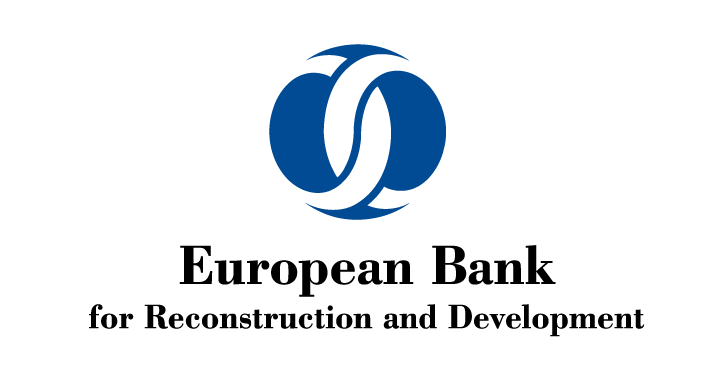 European Bank
for Reconstruction and Development